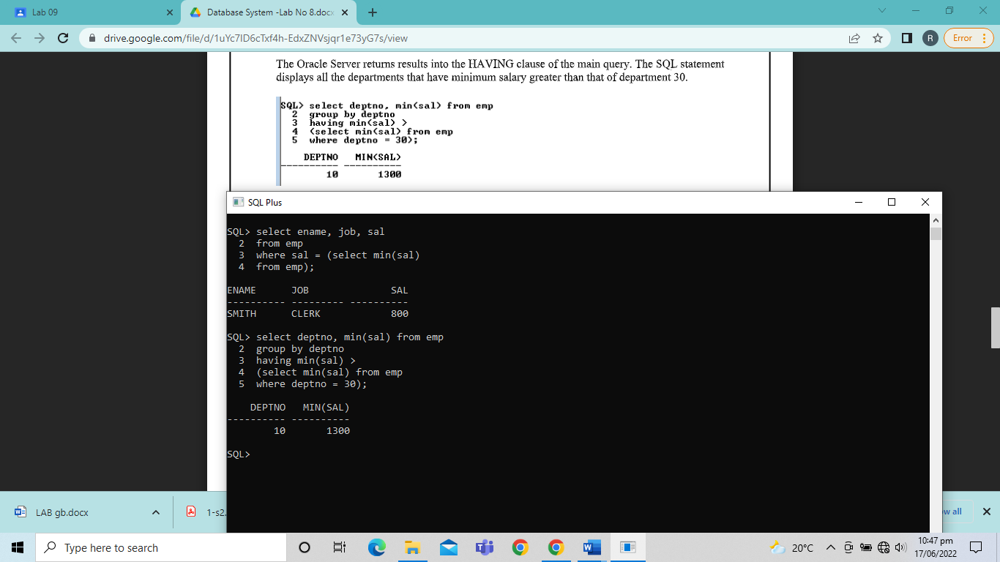 Lab 09
Database System -Lab No 8.docx
drive.google.com/file/d/1uYc7ID6cTxf4h-EdxZNVsjqr1e73yG7s/view
R
Error
The Oracle Server returns results into the HAVING clause of the main query. The SQL statement
displays all the departments that have minimum salary greater than that of department 30.
SQL> select deptno, min(sal) from emp
2 group by deptno
3 having min(sal) >
4 (select min(sal) from emp
5 where deptno = 30);
DEPTNO MIN(SAL)
---------- ----------
10 1300
SQL Plus
SQL> select ename, job, sal
2 from emp
3 where sal = (select min(sal)
4 from emp);
ENAME JOB SAL
---------- --------- ----------
SMITH CLERK 800
SQL> select deptno, min(sal) from emp
2 group by deptno
3 having min(sal) >
4 (select min(sal) from emp
5 where deptno = 30);
DEPTNO MIN(SAL)
---------- ----------
10 1300
SQL>
LAB gb.docx
1-s2.
w all
Type here to search
20°C
10:47 pm
17/06/2022